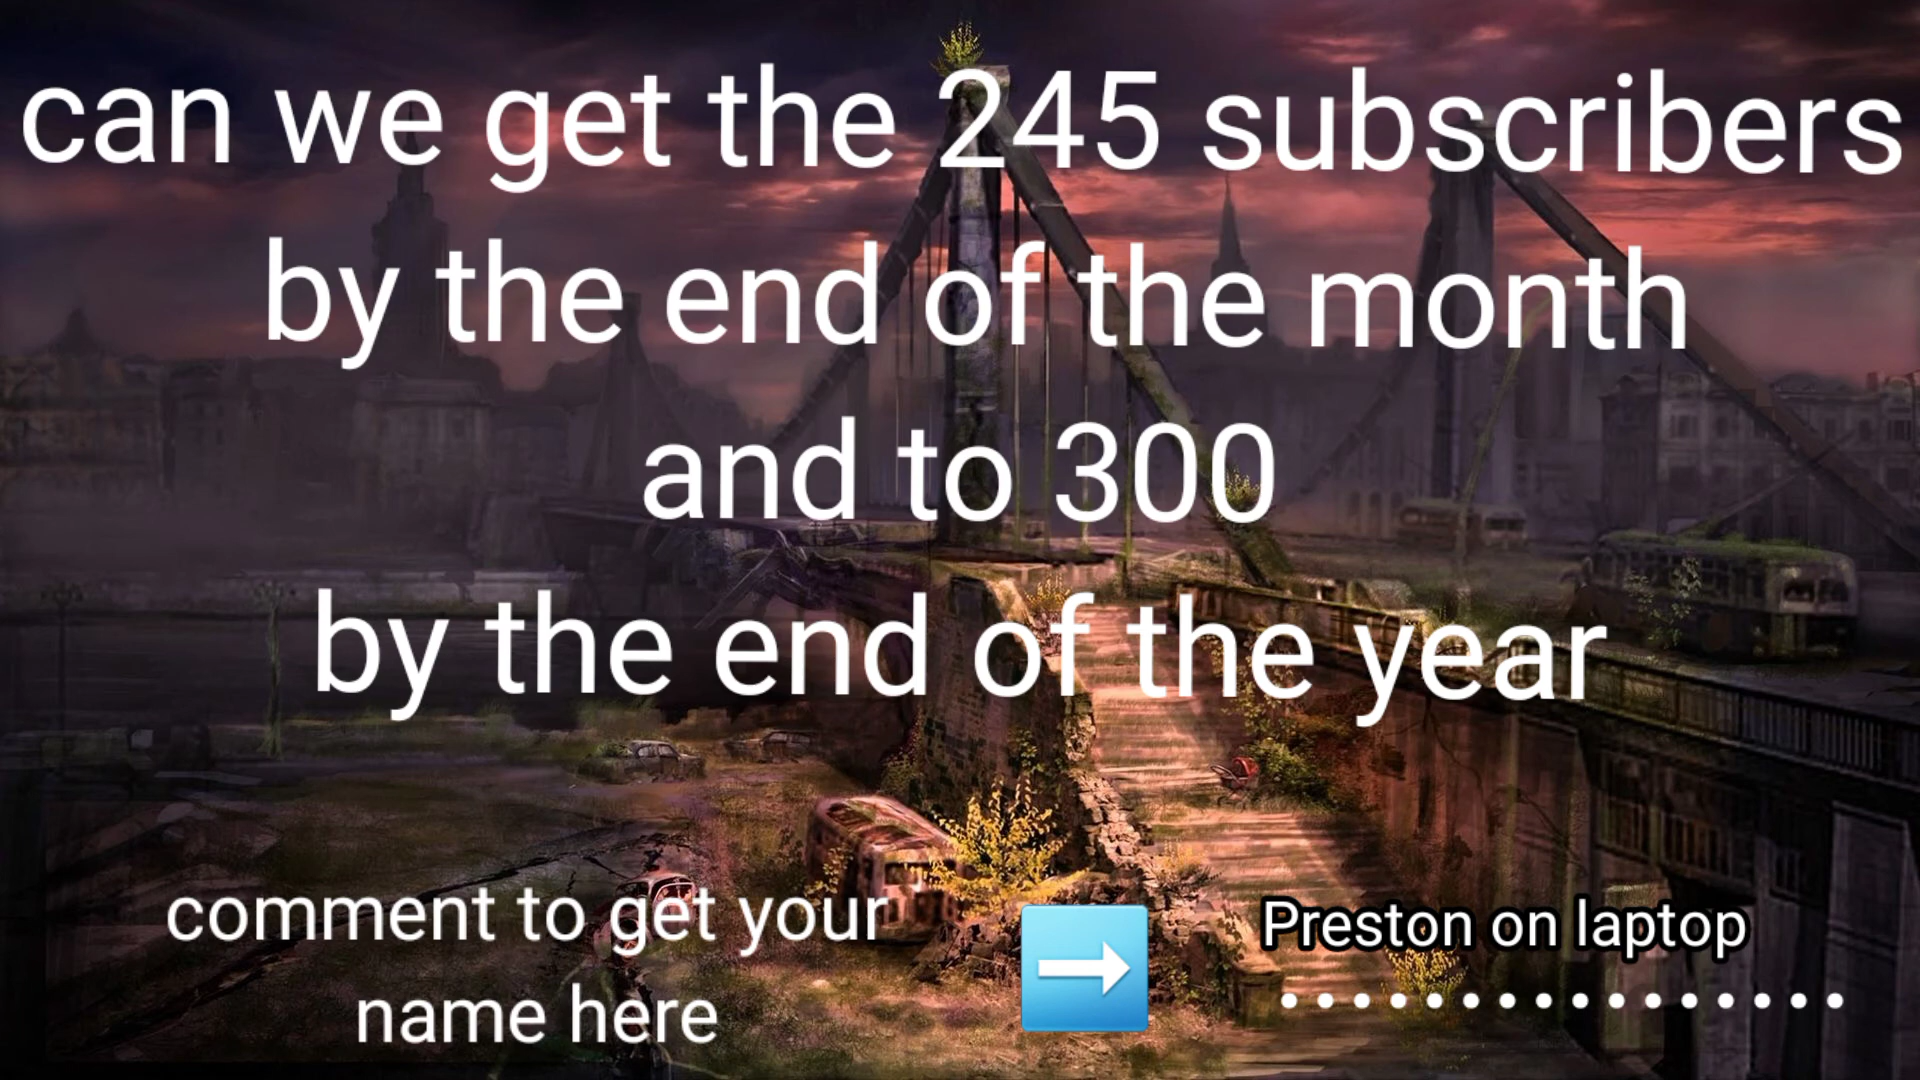 can we get the 245 subscribers
by the end of the month
and to 300
by the end of the year
comment to get your
name here
Preston on laptop
................